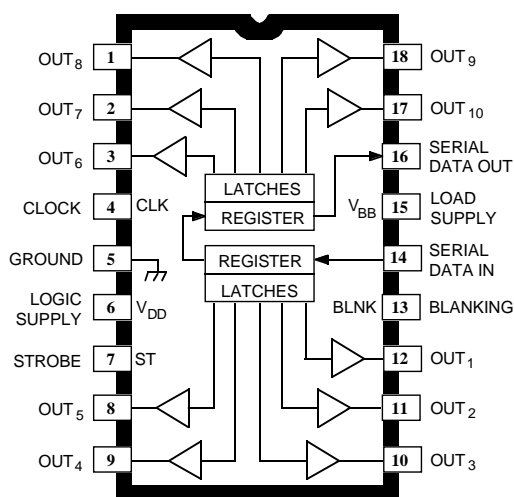 OUT8 1
18 OUT9
OUT7 2
17 OUT10
OUT6 3
16 SERIAL
DATA OUT
LATCHES
REGISTER
CLOCK 4 CLK
VBB 15 LOAD
SUPPLY
GROUND 5
REGISTER
LATCHES
14 SERIAL
DATA IN
LOGIC
SUPPLY 6 VDD
BLNK 13 BLANKING
STROBE 7 ST
12 OUT1
OUT5 8
11 OUT2
OUT4 9
10 OUT3